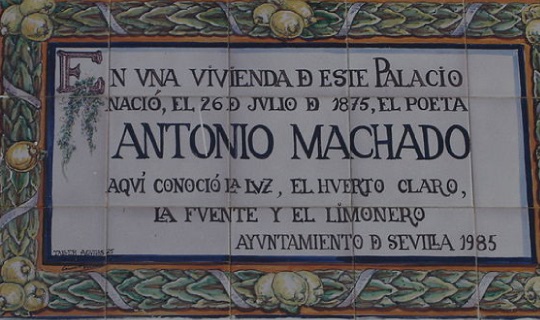 EN VNA VIVIENDA D ESTE PALACIO
NACIÓ, EL 26 D JULIO D 1875, EL POETA
ANTONIO MACHADO
AQVÍ CONOCIÓ LA LVZ, EL HVERTO CLARO,
LA FVENTE Y EL LIMONERO
AYVNTAMIENTO D SEVILLA 1985